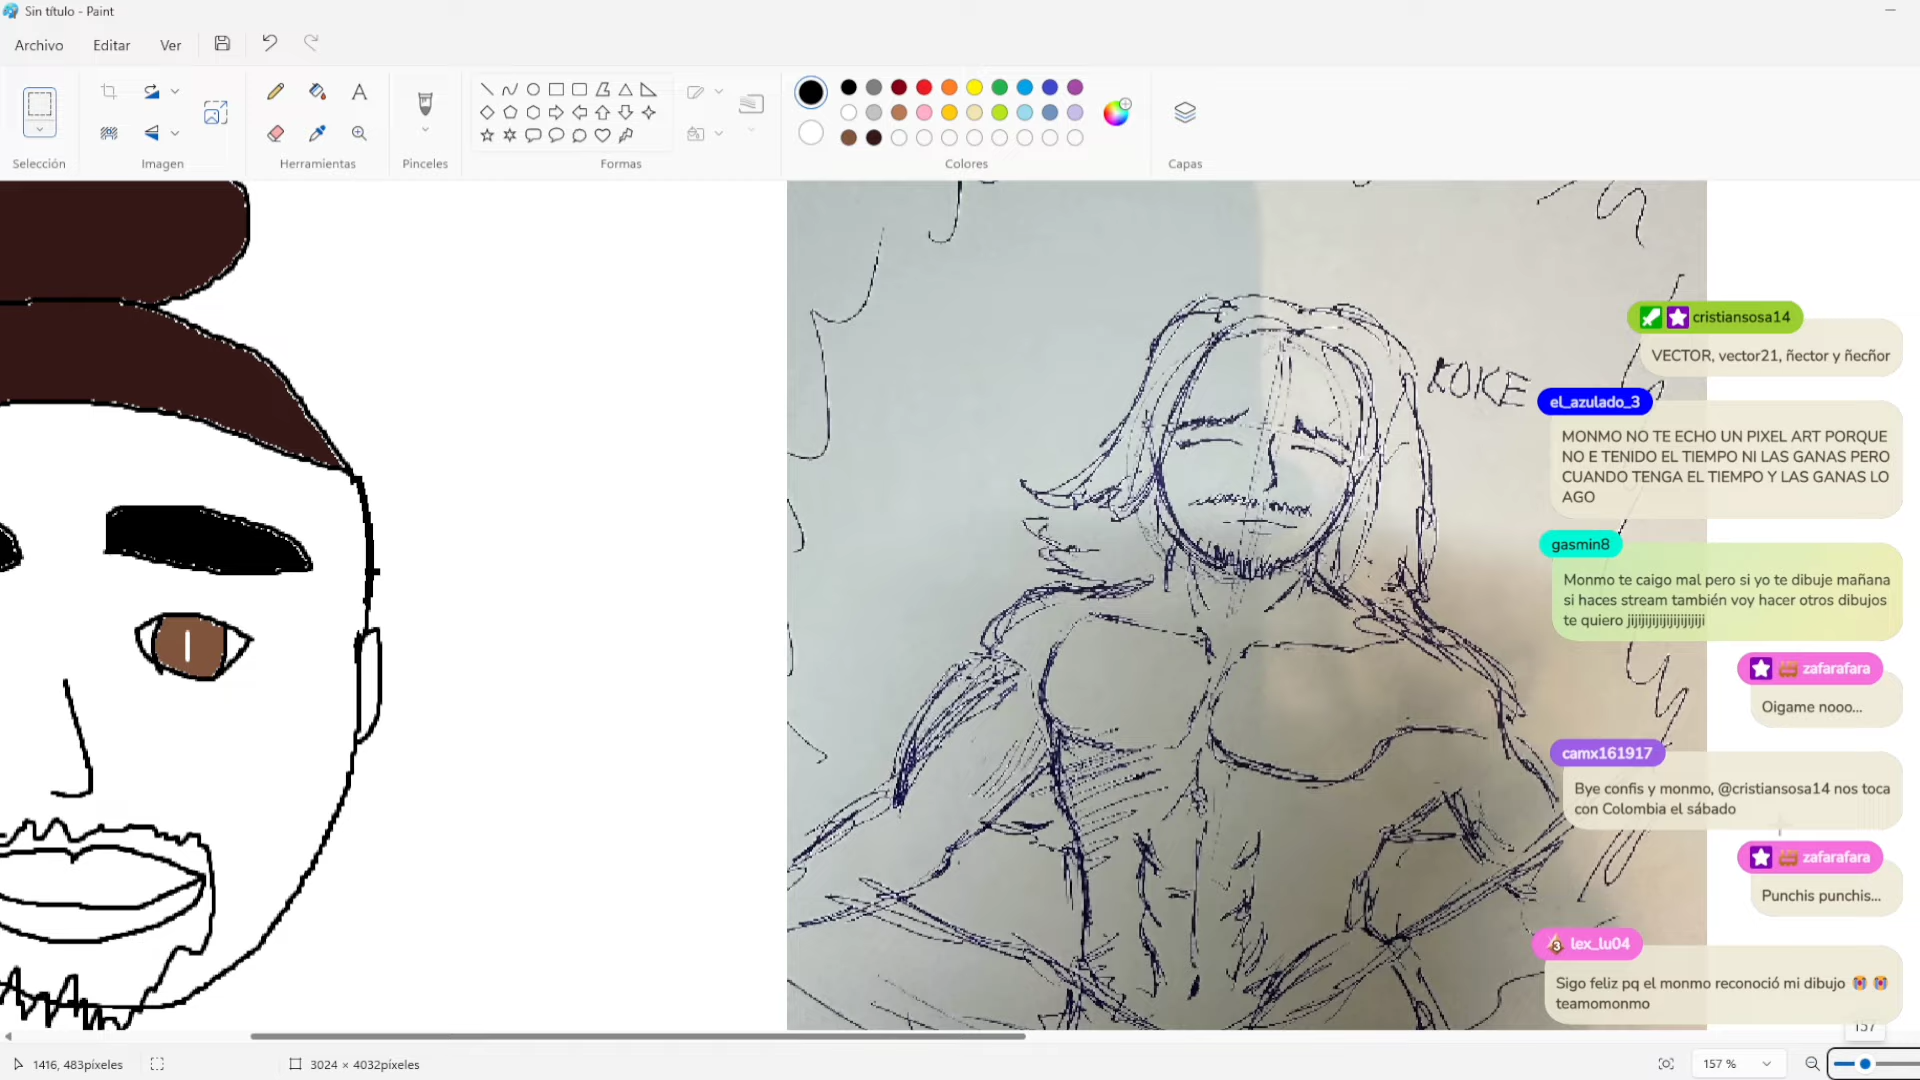 Sin título - Paint
Archivo
Editar
Ver
Selección
Imagen
Herramientas
Pinceles
Formas
Colores
Capas
KOKE
cristiansosa14
VECTOR, vector21, ñector y ñecñor
el_azulado_3
MONMO NO TE ECHO UN PIXEL ART PORQUE
NO E TENIDO EL TIEMPO NI LAS GANAS PERO
CUANDO TENGA EL TIEMPO Y LAS GANAS LO
AGO
gasmin8
Monmo te caigo mal pero si yo te dibuje mañana
si haces stream también voy hacer otros dibujos
te quiero jijijijijijijijijijijiji
zafarafara
Oigame nooo...
camx161917
Bye confis y monmo, @cristiansosa14 nos toca
con Colombia el sábado
zafarafara
Punchis punchis...
3 lex_lu04
Sigo feliz pq el monmo reconoció mi dibujo
teamomonmo
157
1416, 483píxeles
3024 × 4032píxeles
157 %